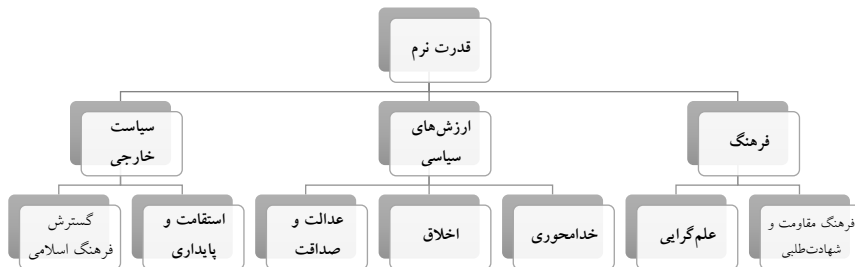 قدرت نرم
فرهنگ
ارزش‌های
سیاسی
سیاست
خارجی
فرهنگ مقاومت و
شهادت‌طلبی
علم‌گرایی
خدامحوری
اخلاق
عدالت و
صداقت
استقامت و
پایداری
گسترش
فرهنگ اسلامی